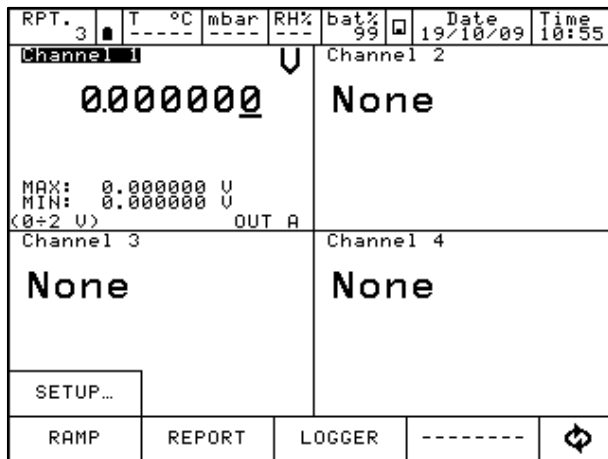 RPT. T °C mbar RH% bat% Date Time
3 ----- ---- --- 99 19/10/09 10:55
Channel 1 V
0.000000
MAX: 0.000000 V
MIN: 0.000000 V
(0÷2 V) OUT A
Channel 2
None
Channel 3
None
Channel 4
None
SETUP…
RAMP REPORT LOGGER --------